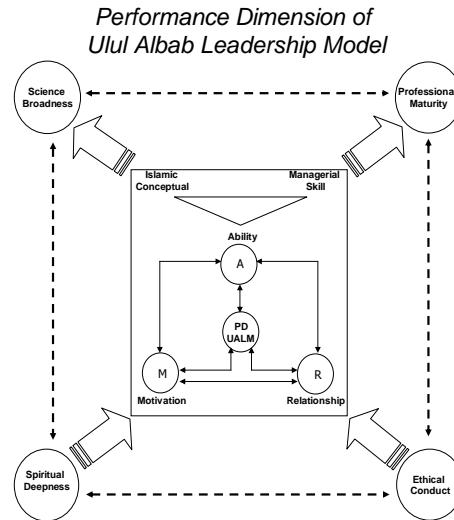 Performance Dimension of
Ulul Albab Leadership Model
Science
Broadness
Professional
Maturity
Islamic
Conceptual
Managerial
Skill
Ability
A
PD
UALM
M
R
Motivation
Relationship
Spiritual
Deepness
Ethical
Conduct